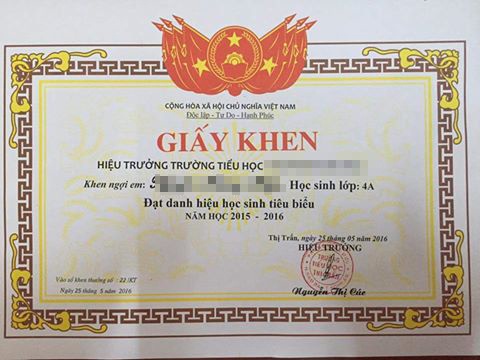 CỘNG HÒA XÃ HỘI CHỦ NGHĨA VIỆT NAM
Độc lập - Tự Do - Hạnh Phúc
GIẤY KHEN
HIỆU TRƯỞNG TRƯỜNG TIỂU HỌC
Khen ngợi em: Học sinh lớp: 4A
Đạt danh hiệu học sinh tiêu biểu
NĂM HỌC 2015 - 2016
Thị Trấn, ngày 25 tháng 05 năm 2016
HIỆU TRƯỞNG
TRƯỜNG
TIỂU HỌC
Vào sổ khen thưởng số: 22/KT
Ngày 25 tháng 5 năm 2016
Nguyễn Thị Cúc